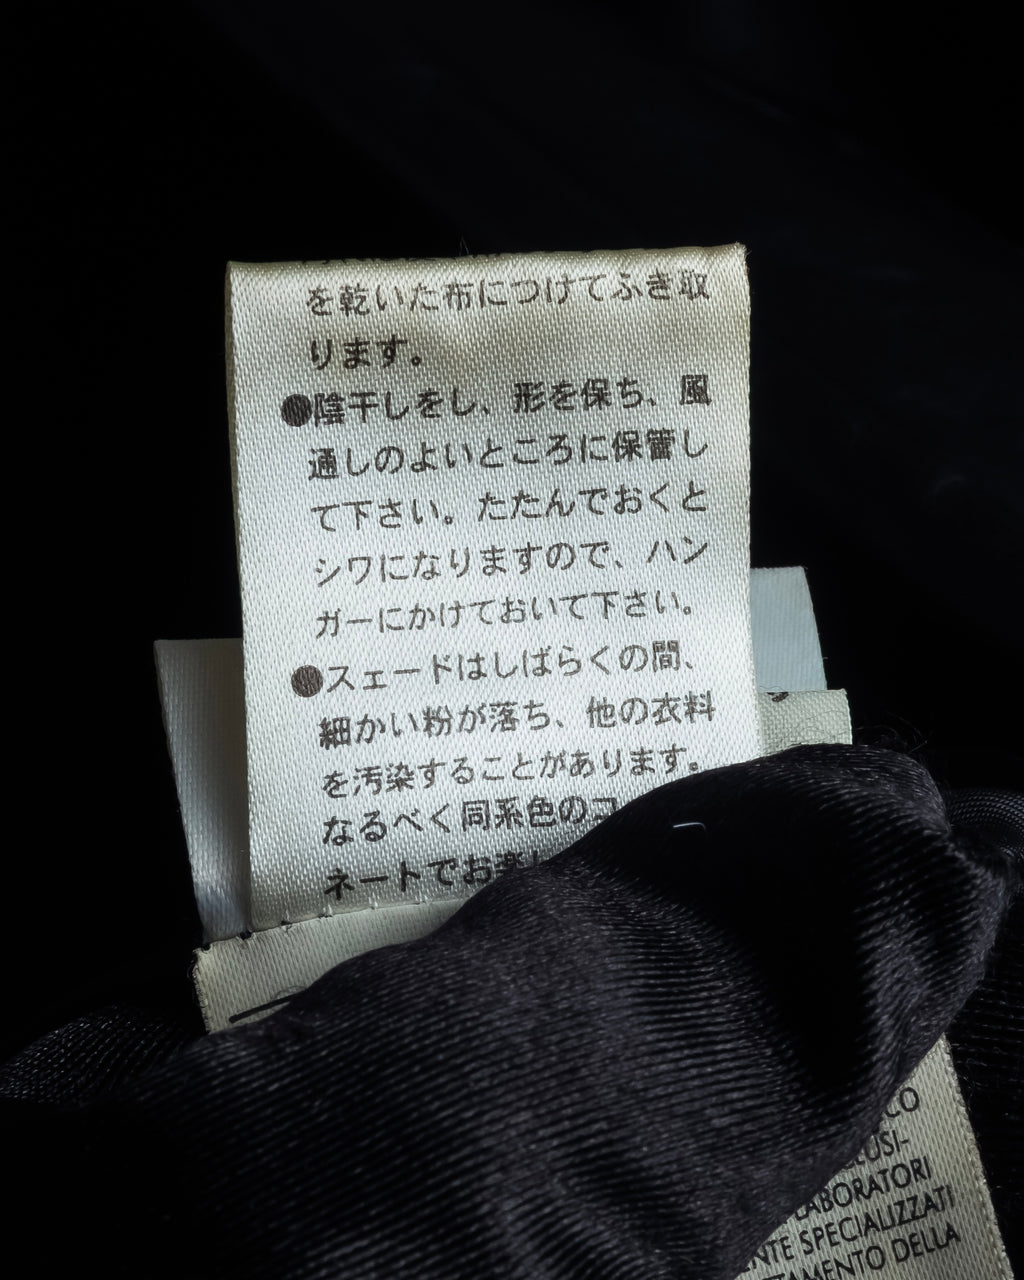 を乾いた布につけてふき取
ります。
●陰干しをし、形を保ち、風
通しのよいところに保管し
て下さい。たたんでおくと
シワになりますので、ハン
ガーにかけておいて下さい。
●スェードはしばらくの間、
細かい粉が落ち、他の衣料
を汚染することがあります。
なるべく同系色のコ
ネートでお楽し
LABORATORI
SPECIALIZZATI
DELLA